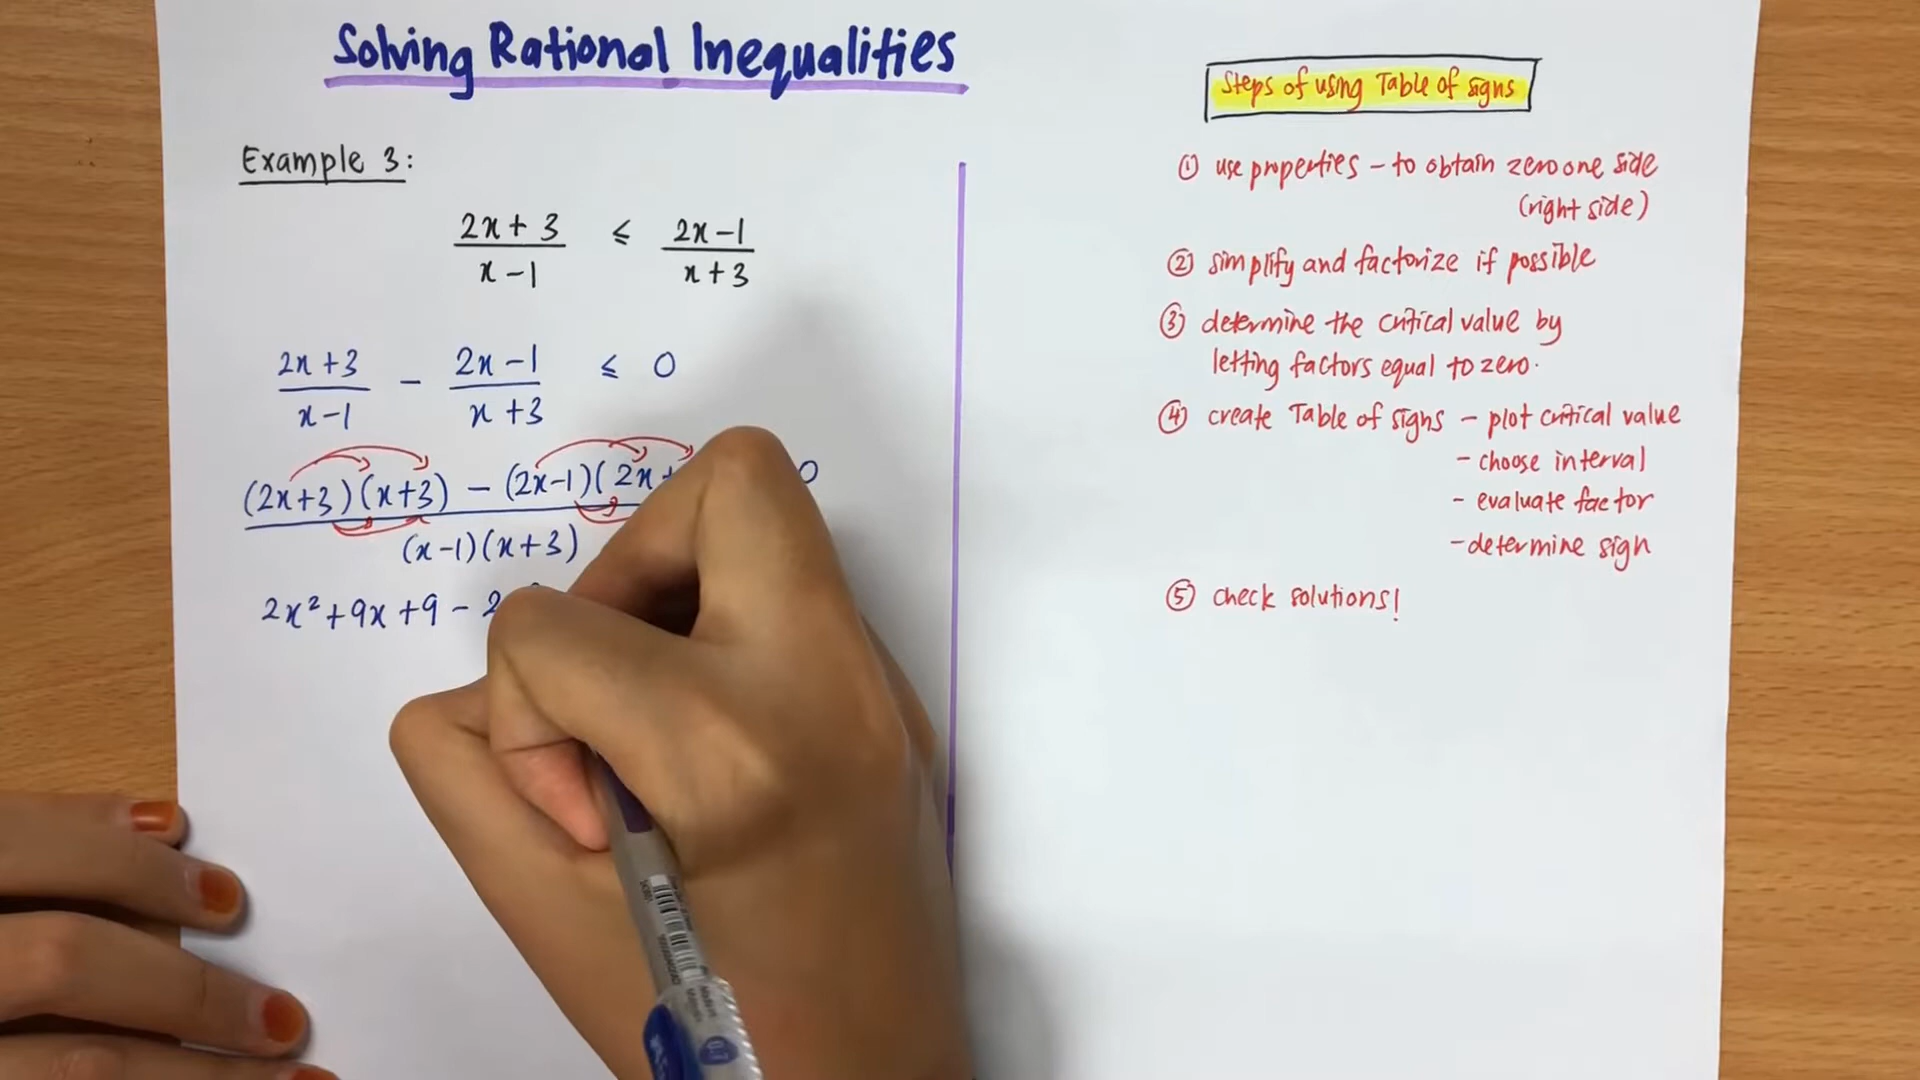 Solving Rational Inequalities
Example 3:
2x + 3 ≤ 2x - 1
x - 1 x + 3
2x + 3 - 2x - 1 ≤ 0
x - 1 x + 3
(2x+3)(x+3) - (2x-1)(2x+ 0
(x-1)(x+3)
2x² + 9x + 9 - 2
Steps of using Table of signs
① use properties - to obtain zero one side
(right side)
② simplify and factorize if possible
③ determine the critical value by
letting factors equal to zero.
④ create Table of signs - plot critical value
- choose interval
- evaluate factor
- determine sign
⑤ check solutions!